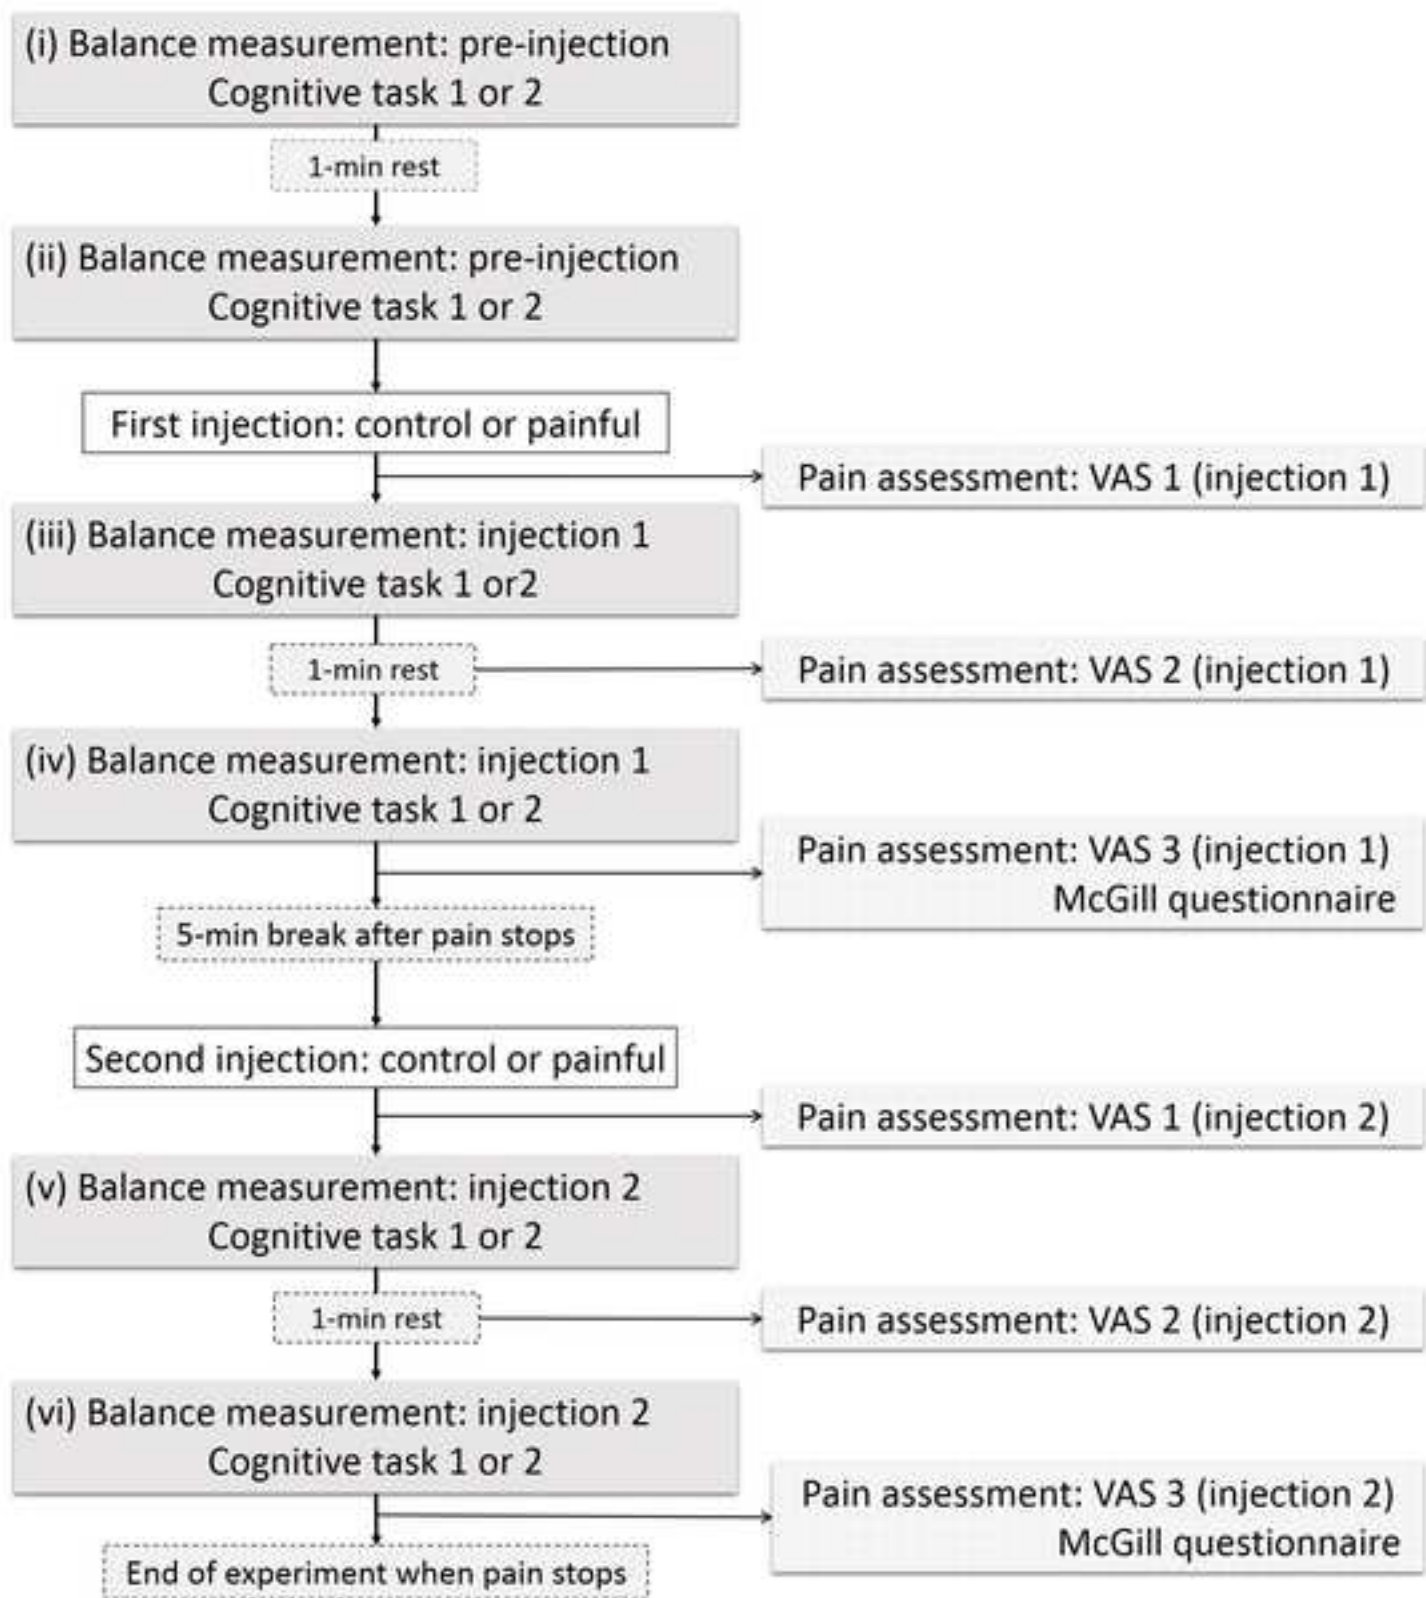 (i) Balance measurement: pre-injection
Cognitive task 1 or 2
1-min rest
(ii) Balance measurement: pre-injection
Cognitive task 1 or 2
First injection: control or painful
Pain assessment: VAS 1 (injection 1)
(iii) Balance measurement: injection 1
Cognitive task 1 or2
1-min rest
Pain assessment: VAS 2 (injection 1)
(iv) Balance measurement: injection 1
Cognitive task 1 or 2
Pain assessment: VAS 3 (injection 1)
McGill questionnaire
5-min break after pain stops
Second injection: control or painful
Pain assessment: VAS 1 (injection 2)
(v) Balance measurement: injection 2
Cognitive task 1 or 2
1-min rest
Pain assessment: VAS 2 (injection 2)
(vi) Balance measurement: injection 2
Cognitive task 1 or 2
Pain assessment: VAS 3 (injection 2)
McGill questionnaire
End of experiment when pain stops